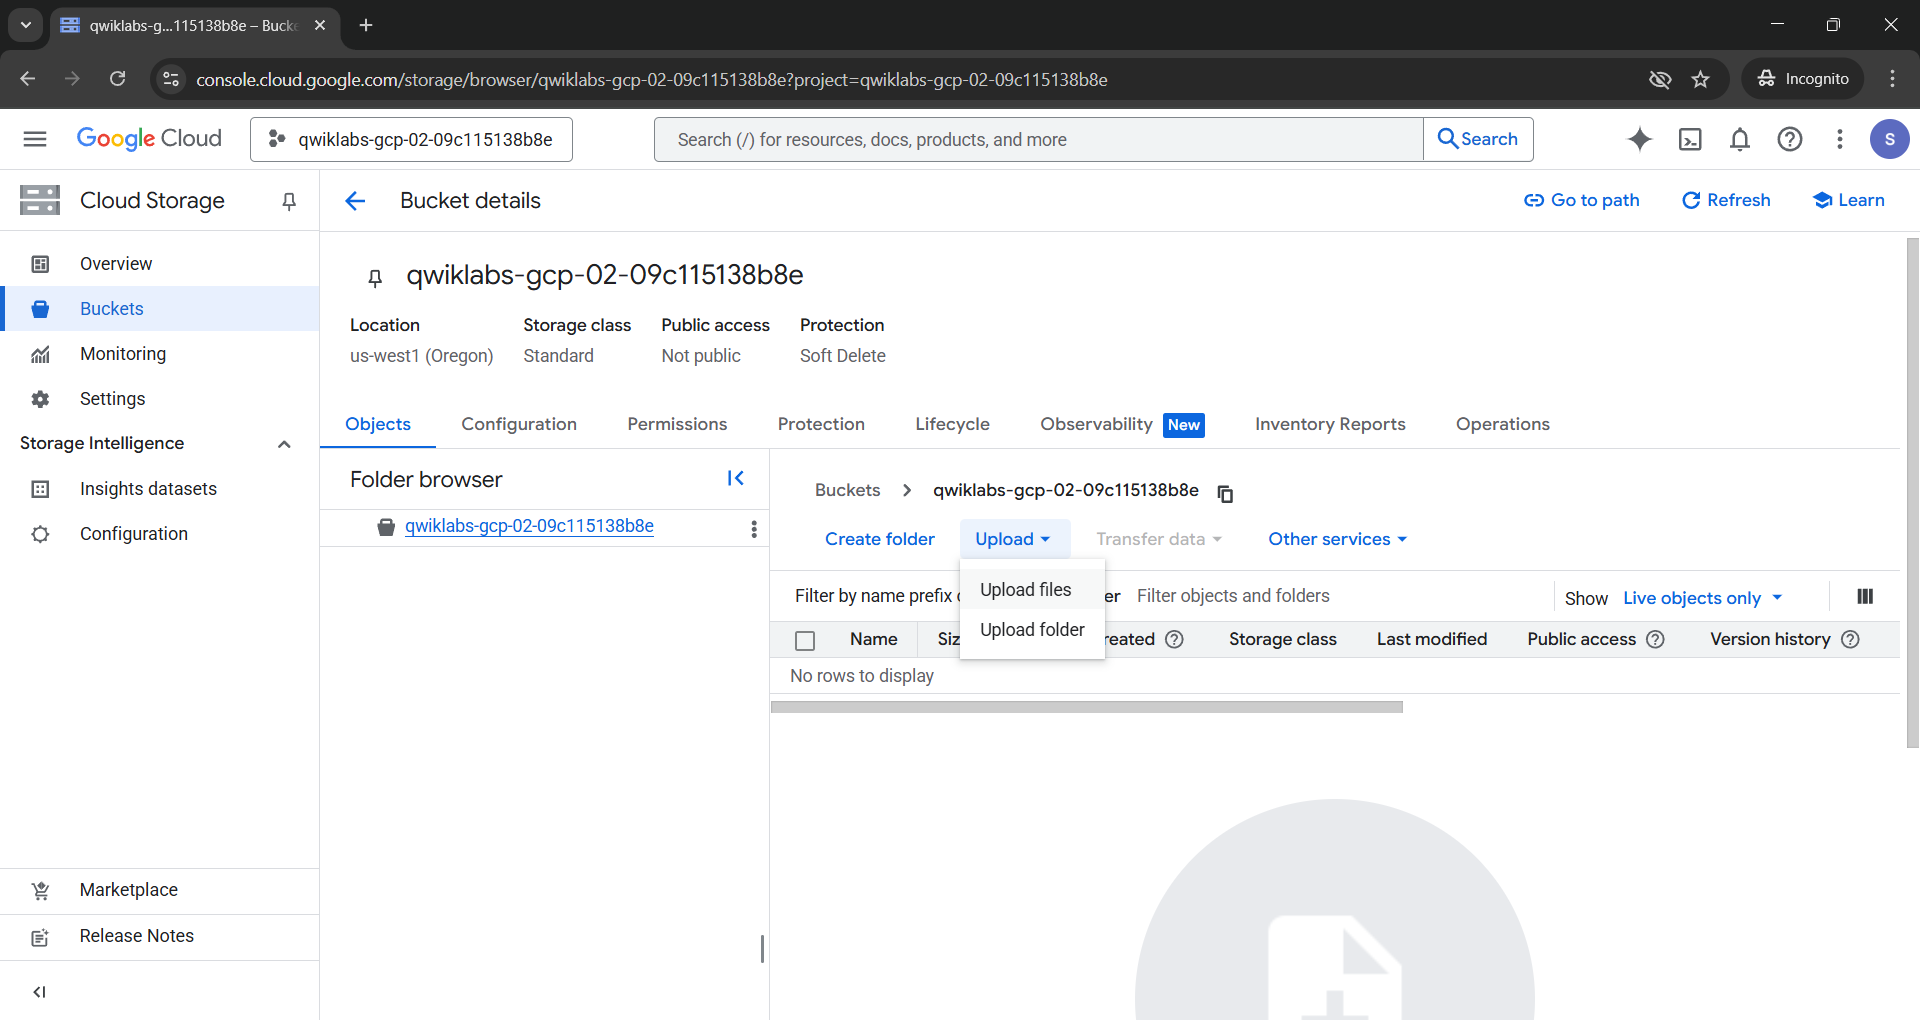 qwiklabs-g...115138b8e – Bucke
console.cloud.google.com/storage/browser/qwiklabs-gcp-02-09c115138b8e?project=qwiklabs-gcp-02-09c115138b8e
Incognito
Google Cloud
qwiklabs-gcp-02-09c115138b8e
Search (/) for resources, docs, products, and more
Search
S
Cloud Storage
Bucket details
Go to path
Refresh
Learn
Overview
Buckets
Monitoring
Settings
Storage Intelligence
Insights datasets
Configuration
Marketplace
Release Notes
qwiklabs-gcp-02-09c115138b8e
Location
us-west1 (Oregon)
Storage class
Standard
Public access
Not public
Protection
Soft Delete
Objects
Configuration
Permissions
Protection
Lifecycle
Observability New
Inventory Reports
Operations
Folder browser
qwiklabs-gcp-02-09c115138b8e
Buckets > qwiklabs-gcp-02-09c115138b8e
Create folder
Upload
Transfer data
Other services
Upload files
Upload folder
Filter by name prefix o
er
Filter objects and folders
Show
Live objects only
Name
Siz
reated
Storage class
Last modified
Public access
Version history
No rows to display